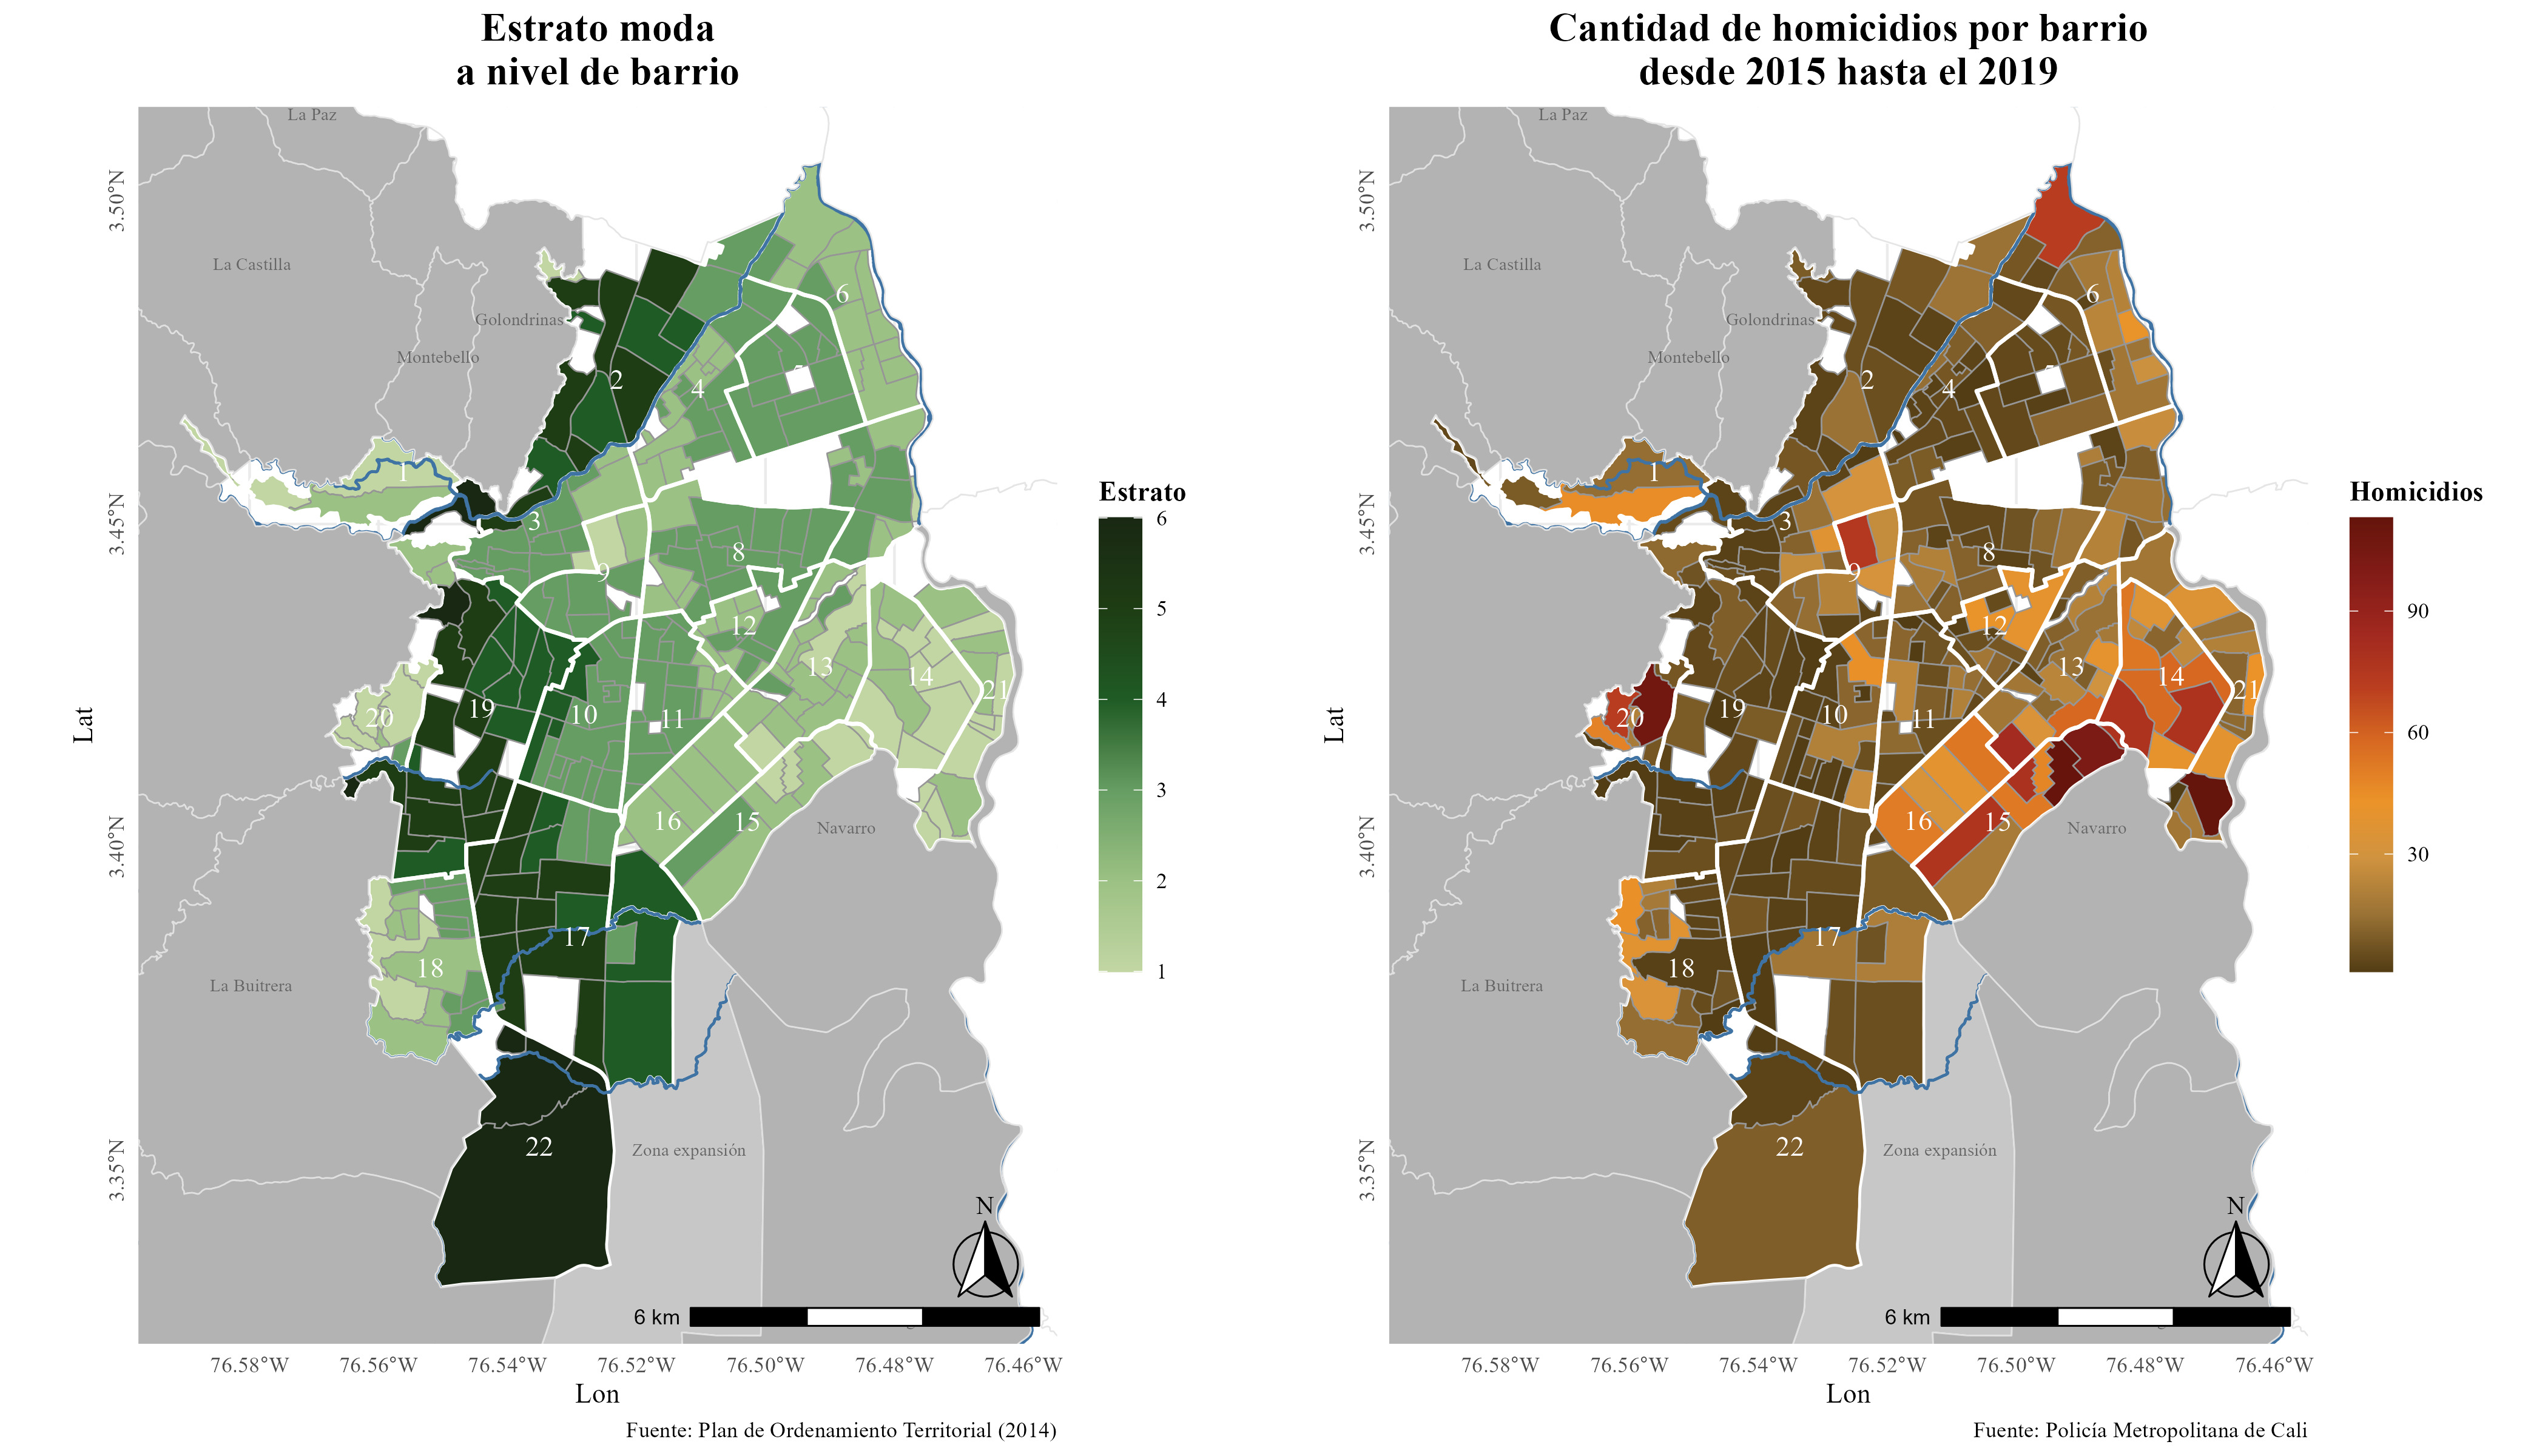 Estrato moda
a nivel de barrio
La Paz
La Castilla
Golondrinas
Montebello
La Buitrera
Navarro
Zona expansión
1
2
3
4
6
8
9
10
11
12
13
14
15
16
17
18
19
20
21
22
3.50°N
3.45°N
3.40°N
3.35°N
Lat
76.58°W 76.56°W 76.54°W 76.52°W 76.50°W 76.48°W 76.46°W
Lon
N
6 km
Estrato
6
5
4
3
2
1
Fuente: Plan de Ordenamiento Territorial (2014)
Cantidad de homicidios por barrio
desde 2015 hasta el 2019
La Paz
La Castilla
Golondrinas
Montebello
La Buitrera
Navarro
Zona expansión
1
2
3
4
6
8
9
10
11
12
13
14
15
16
17
18
19
20
21
22
3.50°N
3.45°N
3.40°N
3.35°N
Lat
76.58°W 76.56°W 76.54°W 76.52°W 76.50°W 76.48°W 76.46°W
Lon
N
6 km
Homicidios
90
60
30
Fuente: Policía Metropolitana de Cali